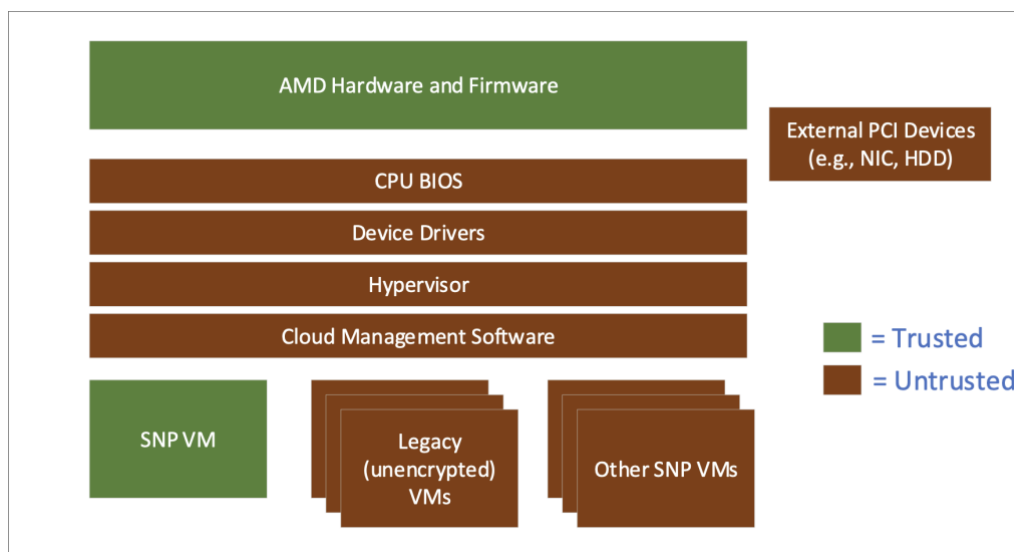 AMD Hardware and Firmware
External PCI Devices
(e.g., NIC, HDD)
CPU BIOS
Device Drivers
Hypervisor
Cloud Management Software
= Trusted
= Untrusted
SNP VM
Legacy
(unencrypted)
VMs
Other SNP VMs